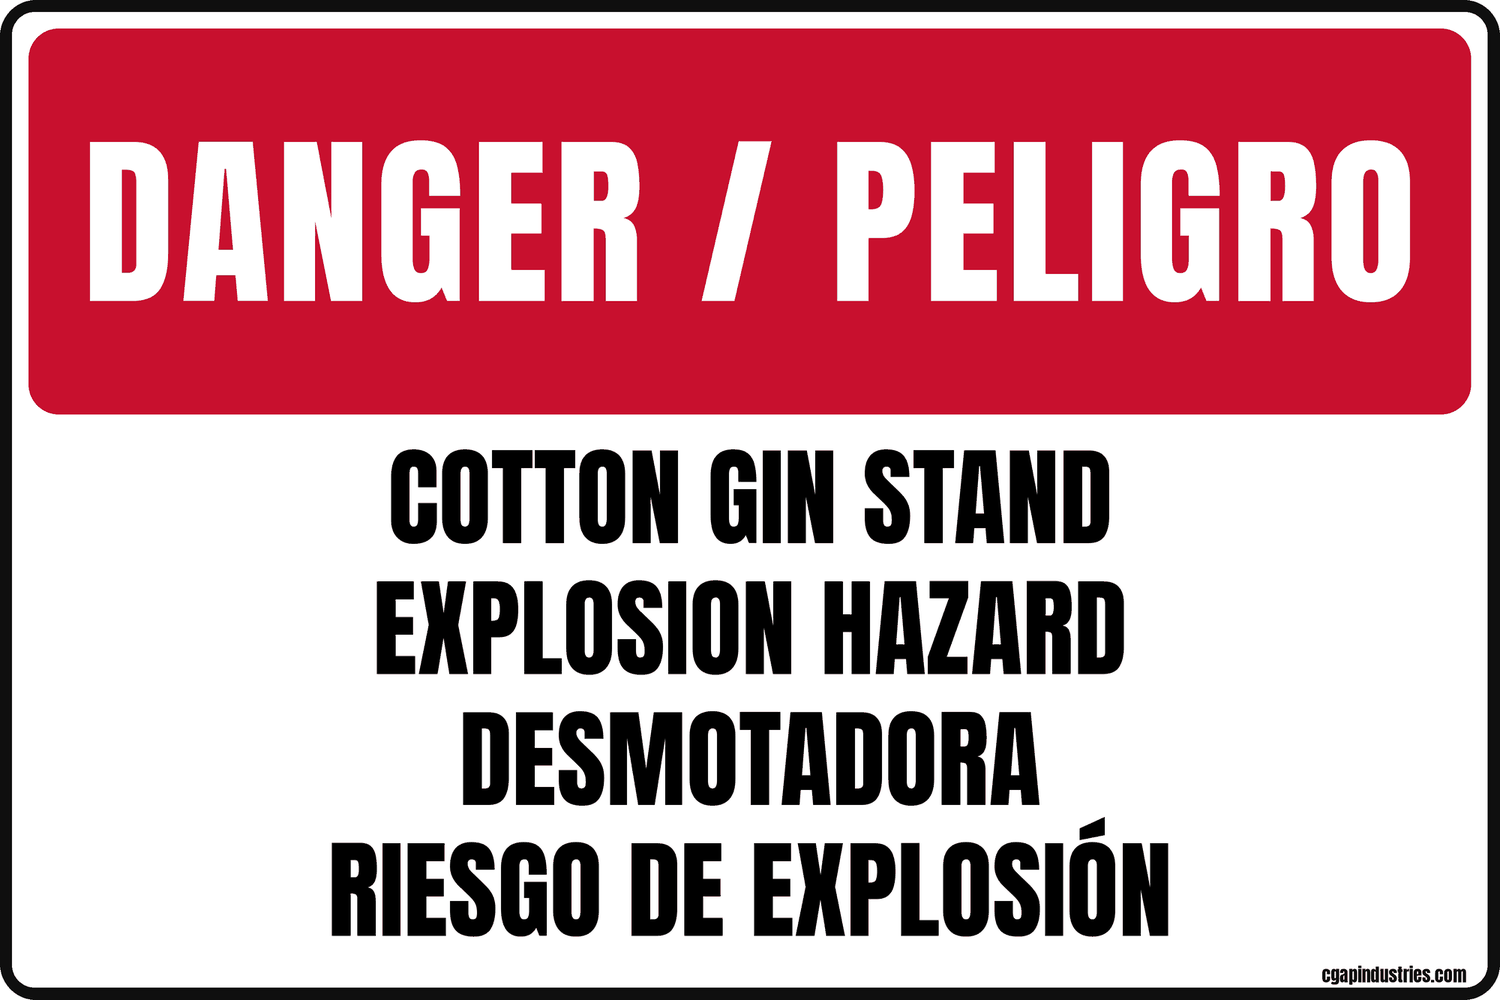 DANGER / PELIGRO
COTTON GIN STAND
EXPLOSION HAZARD
DESMOTADORA
RIESGO DE EXPLOSIÓN
cgapindustries.com